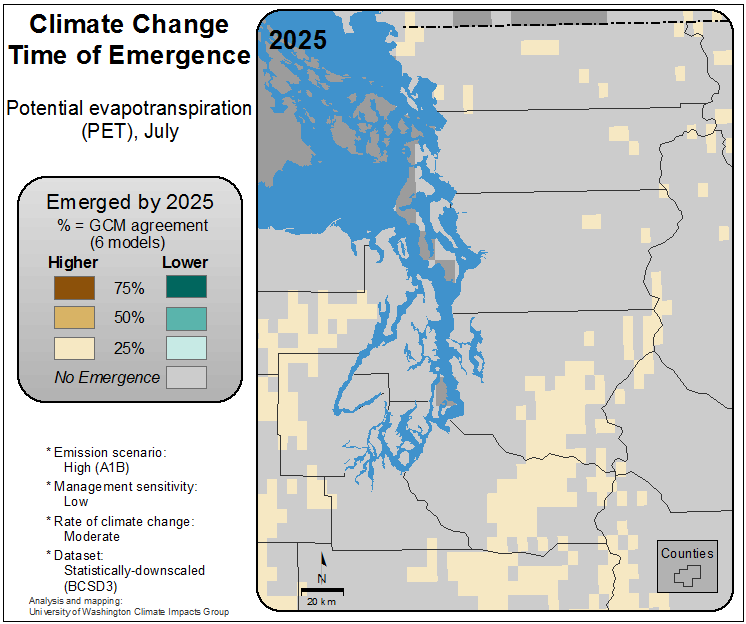 Climate Change
Time of Emergence
Potential evapotranspiration
(PET), July
Emerged by 2025
% = GCM agreement
(6 models)
Higher Lower
75%
50%
25%
No Emergence
* Emission scenario:
High (A1B)
* Management sensitivity:
Low
* Rate of climate change:
Moderate
* Dataset:
Statistically-downscaled
(BCSD3)
Analysis and mapping:
University of Washington Climate Impacts Group
2025
N
20 km
Counties